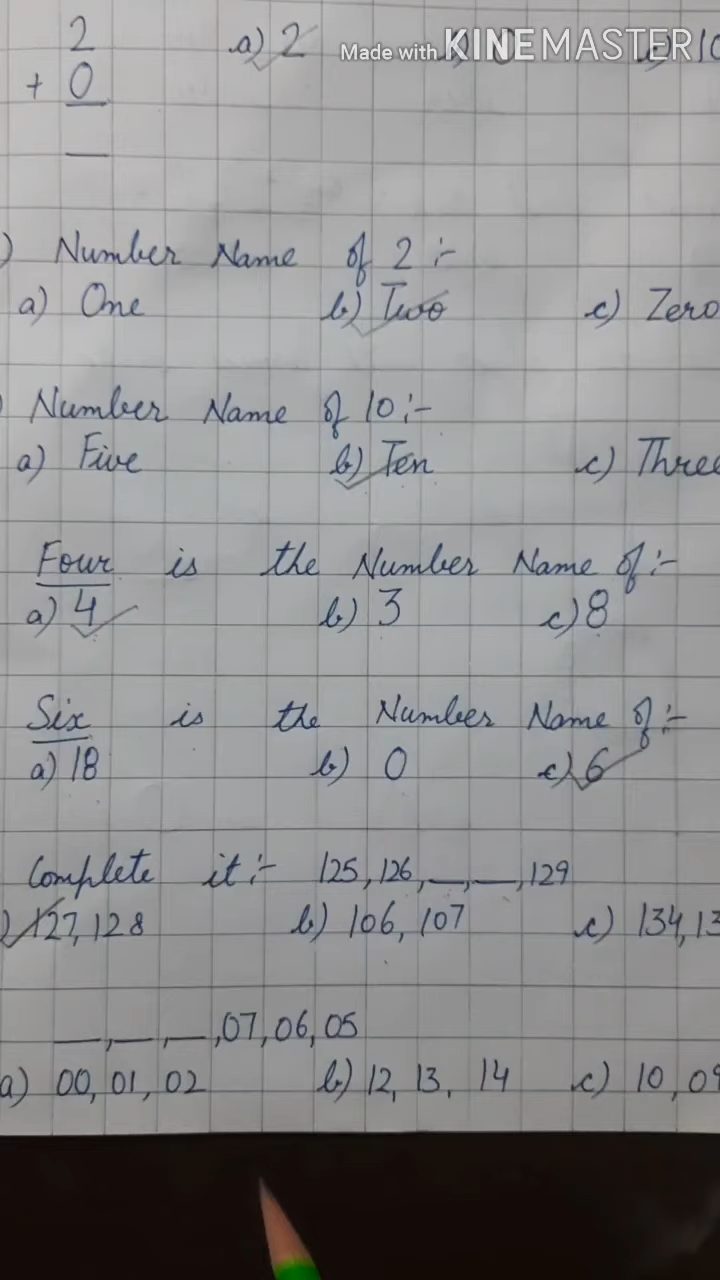 2 a) 2 Made with KINEMASTER
+ 0
) Number Name of 2 :-
a) One b) Two c) Zero
Number Name of 10 :-
a) Five b) Ten c) Three
Four is the Number Name of :-
a) 4 b) 3 c) 8
Six is the Number Name of :-
a) 18 b) 0 c) 6
Complete it :- 125, 126, __, __, 129
) 127, 128 b) 106, 107 c) 134, 13
__, __, __, 07, 06, 05
a) 00, 01, 02 b) 12, 13, 14 c) 10, 09